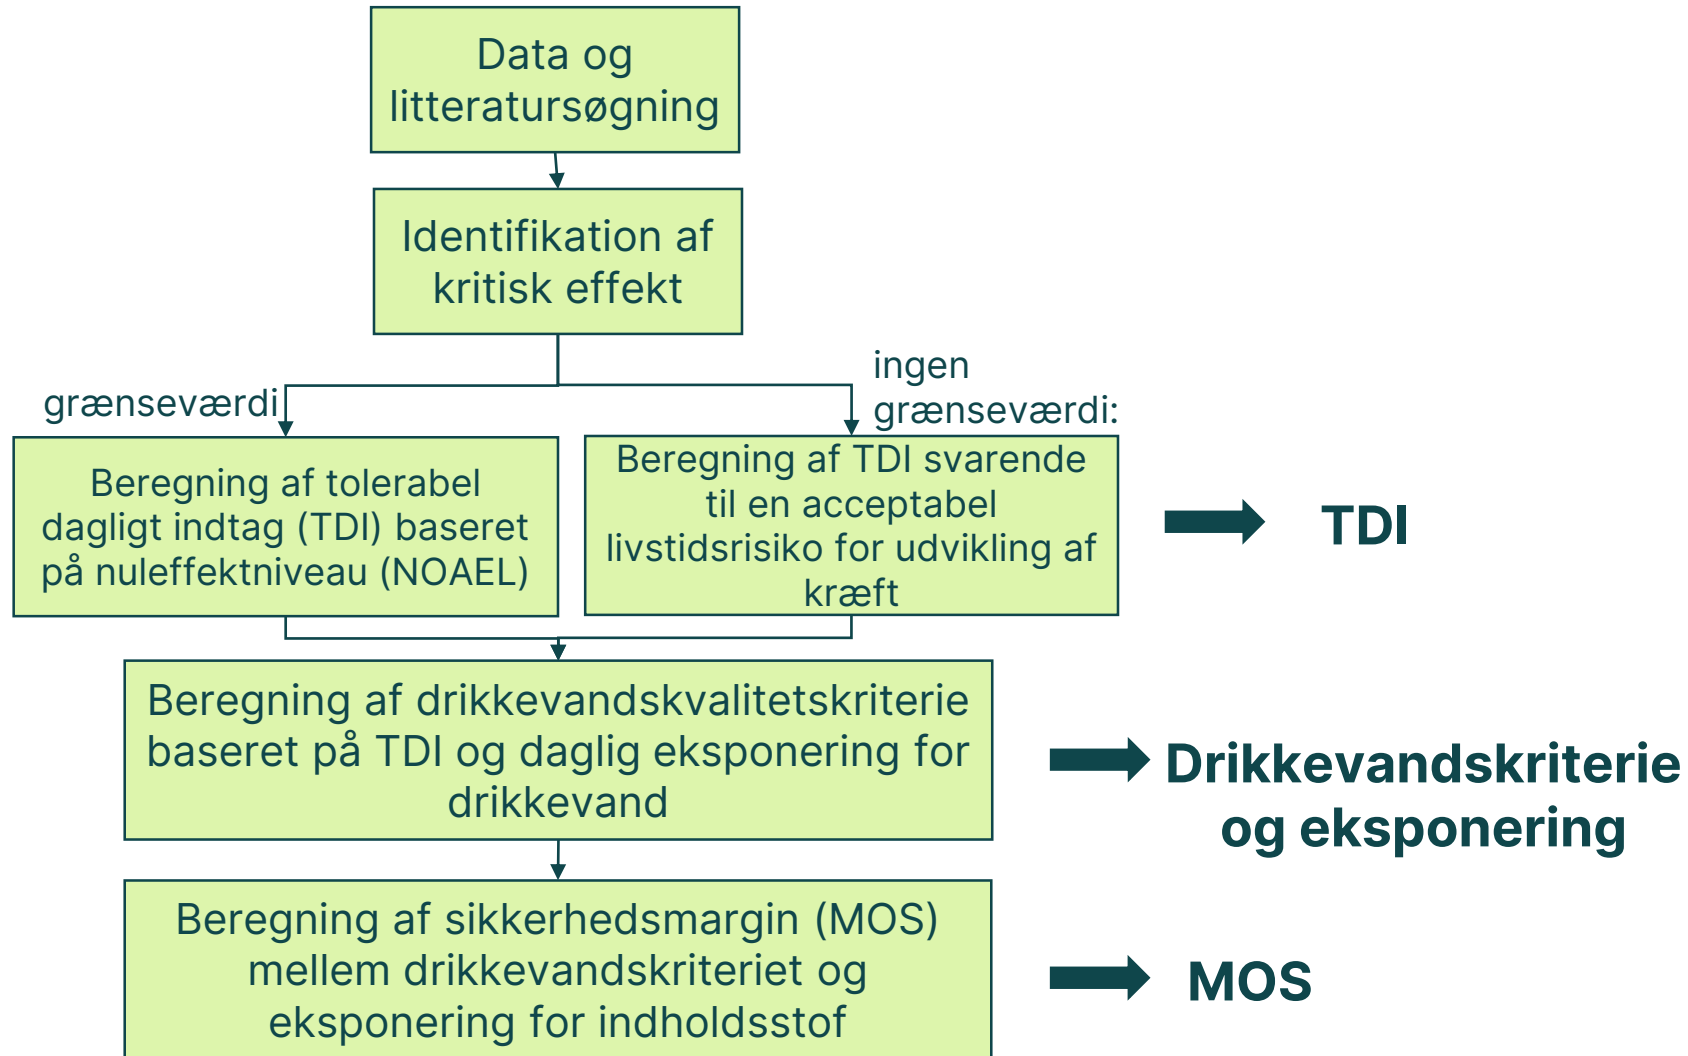 Data og
litteratursøgning
Identifikation af
kritisk effekt
grænseværdi
ingen
grænseværdi:
Beregning af tolerabel
dagligt indtag (TDI) baseret
på nuleffektniveau (NOAEL)
Beregning af TDI svarende
til en acceptabel
livstidsrisiko for udvikling af
kræft
TDI
Beregning af drikkevandskvalitetskriterie
baseret på TDI og daglig eksponering for
drikkevand
Drikkevandskriterie
og eksponering
Beregning af sikkerhedsmargin (MOS)
mellem drikkevandskriteriet og
eksponering for indholdsstof
MOS